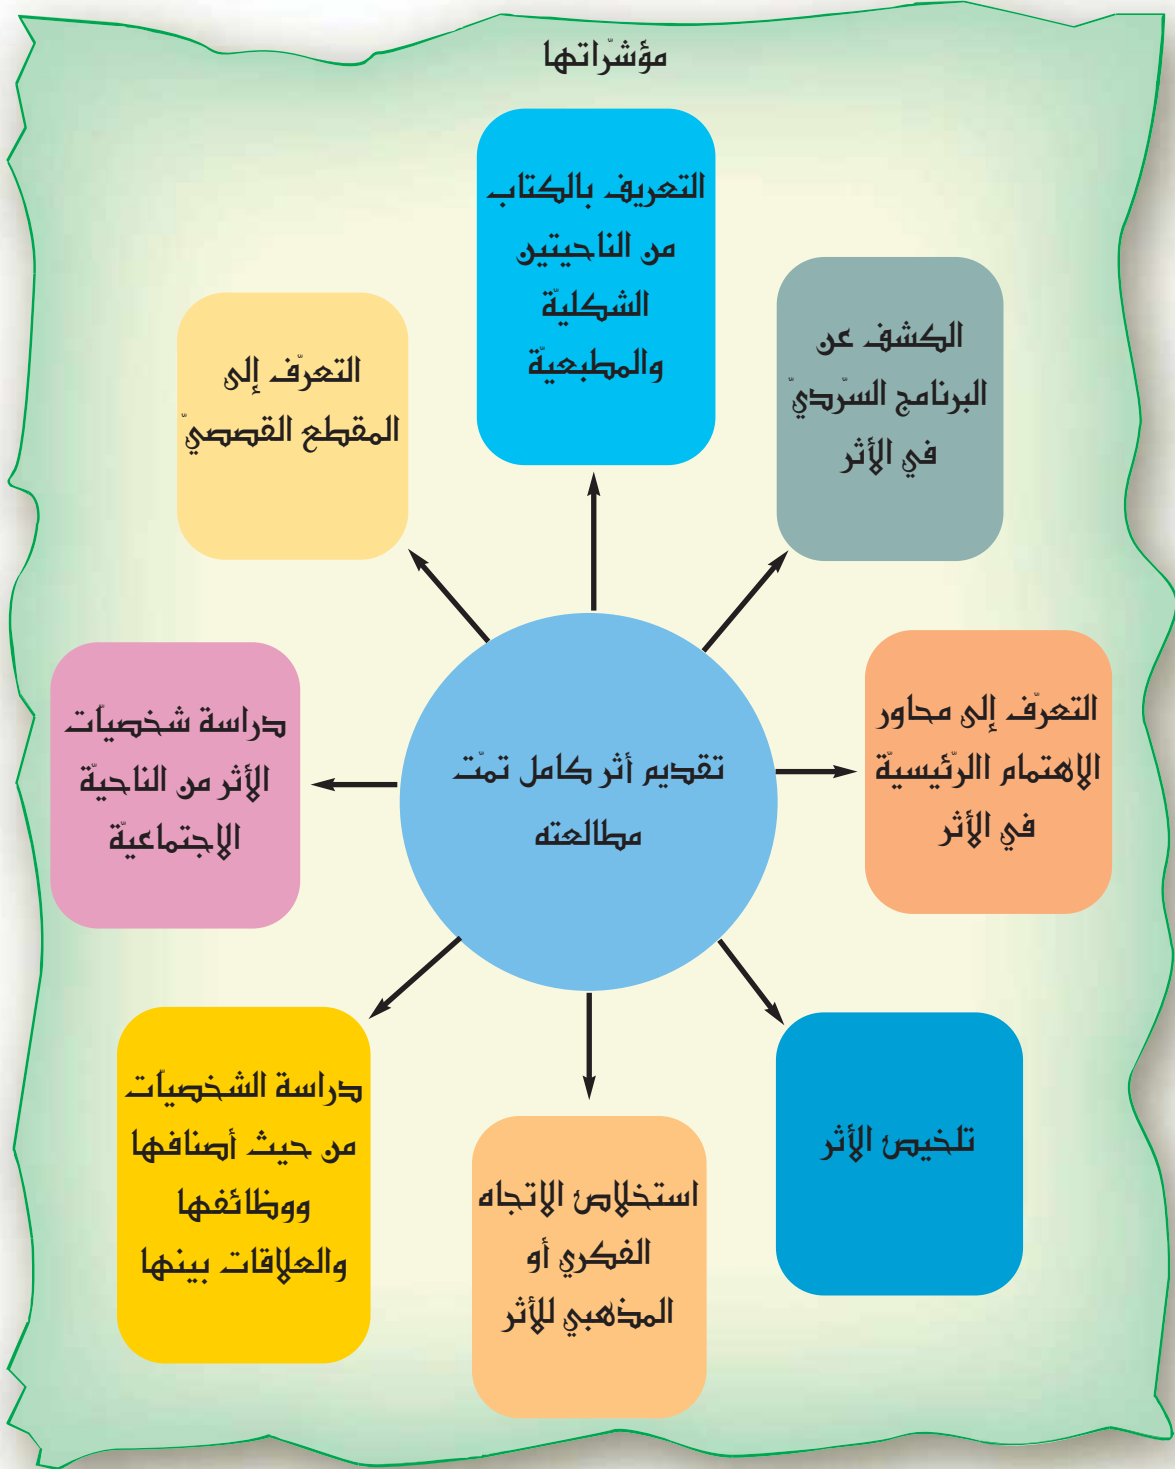 مؤشّراتها
التعريف بالكتاب
من الناحيتين
الشكليّة
والمطبعيّة
الكشف عن
البرنامج السّرديّ
في الأثر
التعرّف إلى
المقطع القصصيّ
التعرّف إلى محاور
الاهتمام االرّئيسيّة
في الأثر
تقديم أثر كامل تمّت
مطالعته
دراسة شخصيّات
الأثر من الناحيّة
الاجتماعيّة
تلخيص الأثر
استخلاص الاتجاه
الفكري أو
المذهبي للأثر
دراسة الشخصيّات
من حيث أصنافها
ووظائفها
والعلاقات بينها